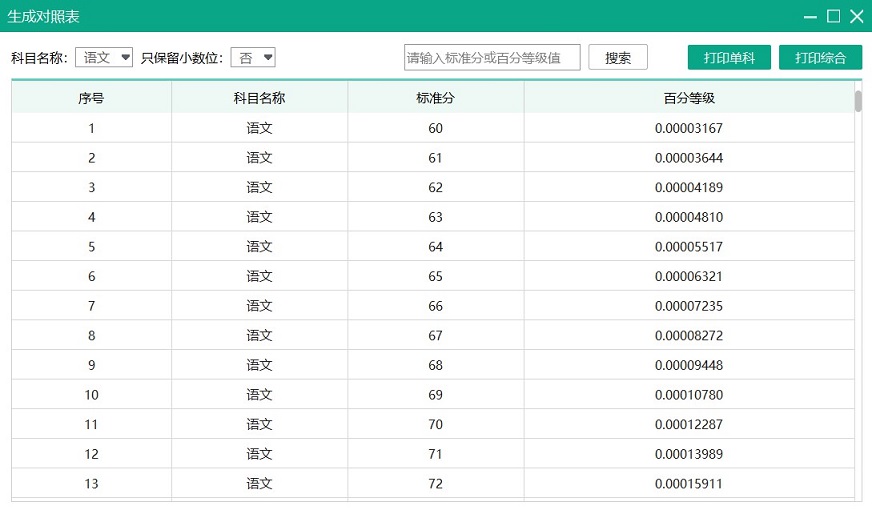 生成对照表
科目名称： 语文 只保留小数位： 否 请输入标准分或百分等级值 搜索 打印单科 打印综合
序号 科目名称 标准分 百分等级
1 语文 60 0.00003167
2 语文 61 0.00003644
3 语文 62 0.00004189
4 语文 63 0.00004810
5 语文 64 0.00005517
6 语文 65 0.00006321
7 语文 66 0.00007235
8 语文 67 0.00008272
9 语文 68 0.00009448
10 语文 69 0.00010780
11 语文 70 0.00012287
12 语文 71 0.00013989
13 语文 72 0.00015911